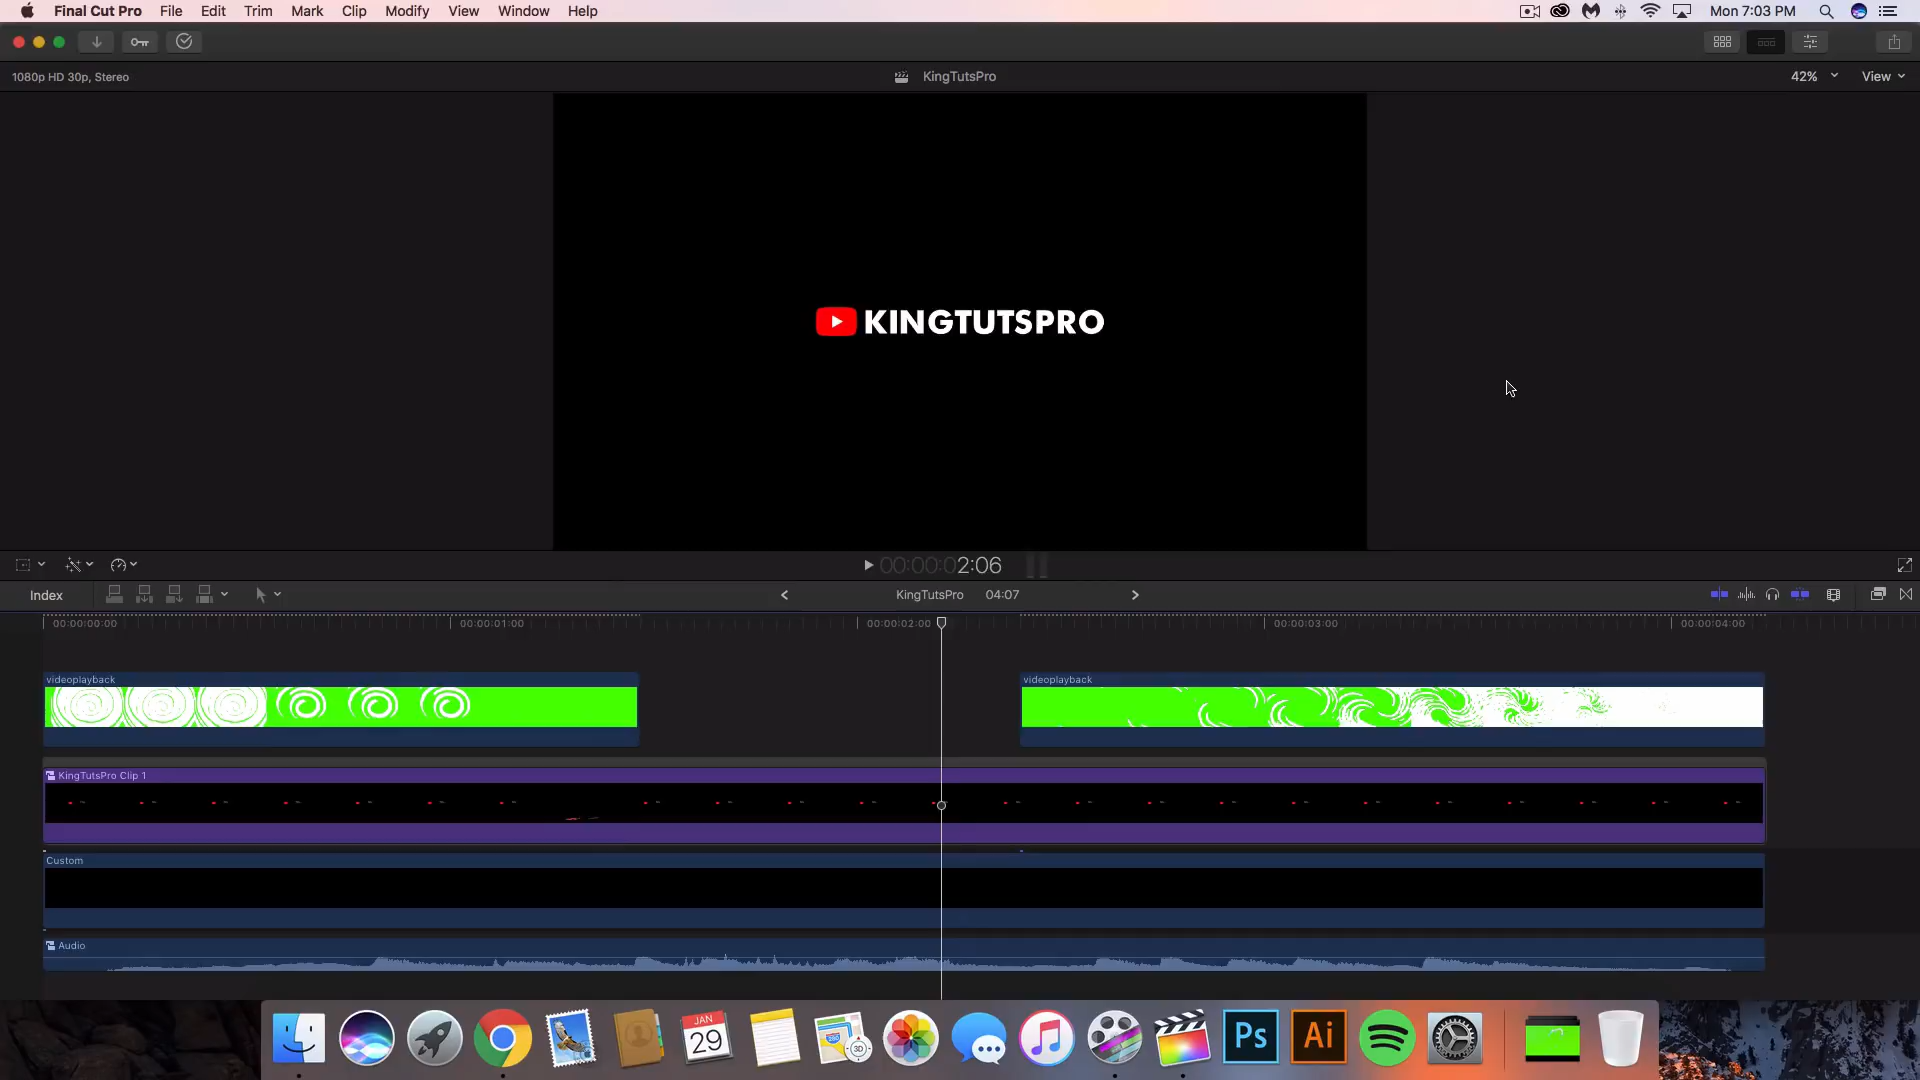 Final Cut Pro File Edit Trim Mark Clip Modify View Window Help Mon 7:03 PM
1080p HD 30p, Stereo KingTutsPro 42% View
KINGTUTSPRO
00:00:02:06
Index KingTutsPro 04:07
00:00:00:00 00:00:01:00 00:00:02:00 00:00:03:00 00:00:04:00
videoplayback videoplayback
KingTutsPro Clip 1
Custom
Audio
JAN
29
280
3D
Ps
Ai